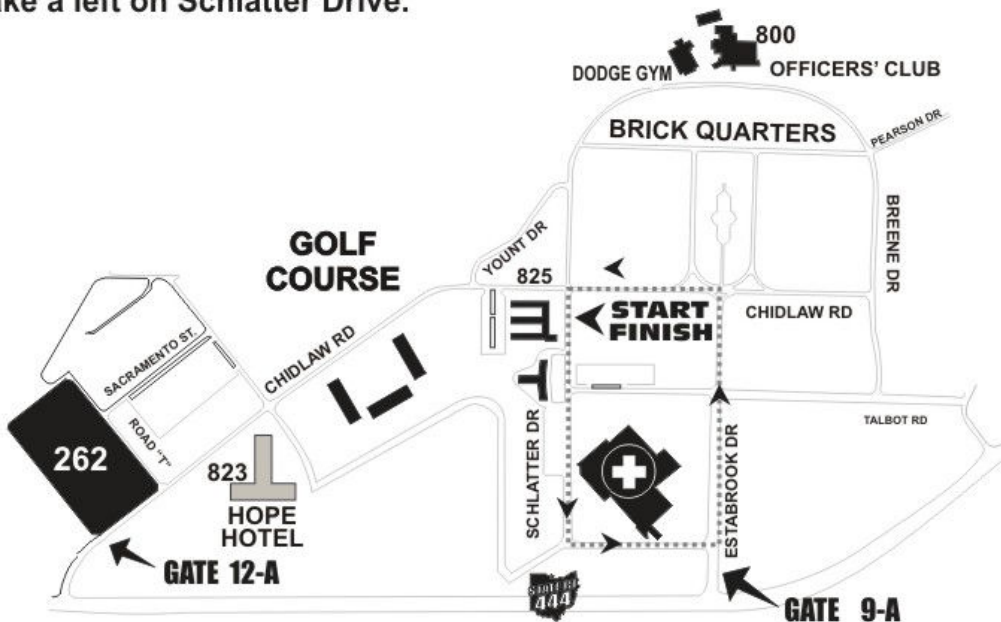 ake a left on Schlatter Drive.
800
DODGE GYM
OFFICERS' CLUB
BRICK QUARTERS
PEARSON DR
BREENE DR
GOLF
COURSE
YOUNT DR
825
START
FINISH
CHIDLAW RD
SACRAMENTO ST.
CHIDLAW RD
ROAD "T"
262
823
HOPE
HOTEL
SCHLATTER DR
ESTABROOK DR
TALBOT RD
GATE 12-A
STATE RT
444
GATE 9-A